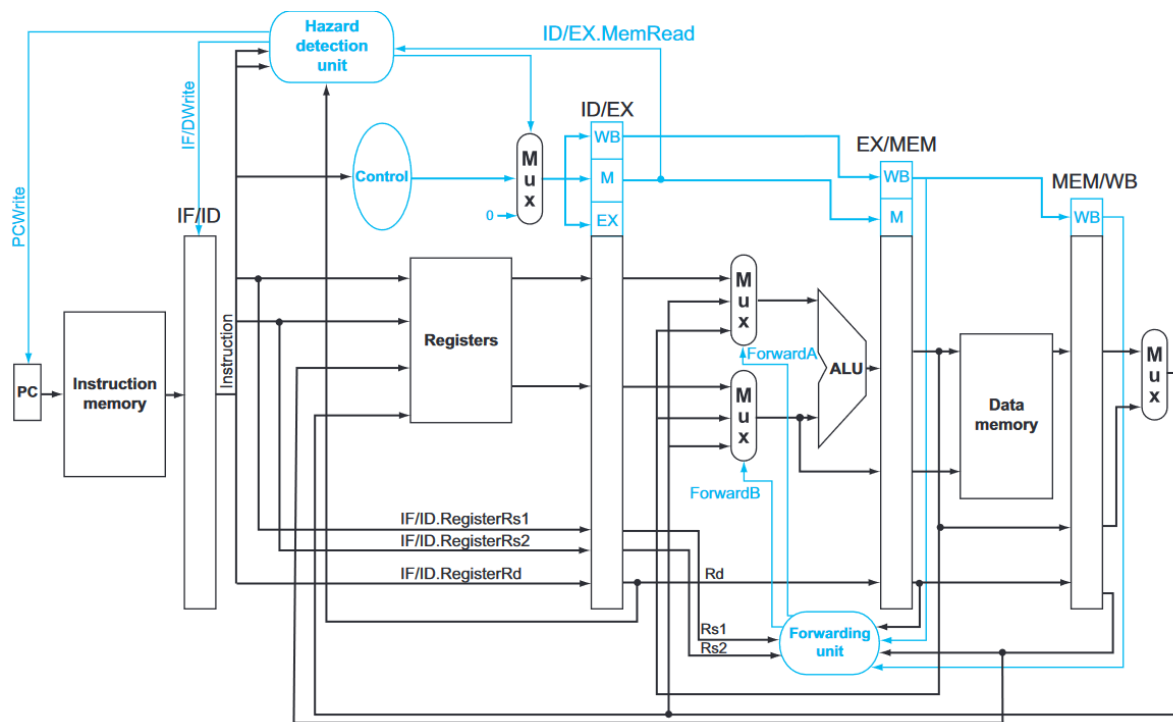 Hazard
detection
unit
ID/EX.MemRead
ID/EX
IF/DWrite
PCWrite
Control
M
u
x
0
WB
M
EX
EX/MEM
WB
M
MEM/WB
WB
IF/ID
PC
Instruction
memory
Instruction
Registers
M
u
x
ForwardA
M
u
x
ForwardB
ALU
Data
memory
M
u
x
IF/ID.RegisterRs1
IF/ID.RegisterRs2
IF/ID.RegisterRd
Rd
Rs1
Rs2
Forwarding
unit